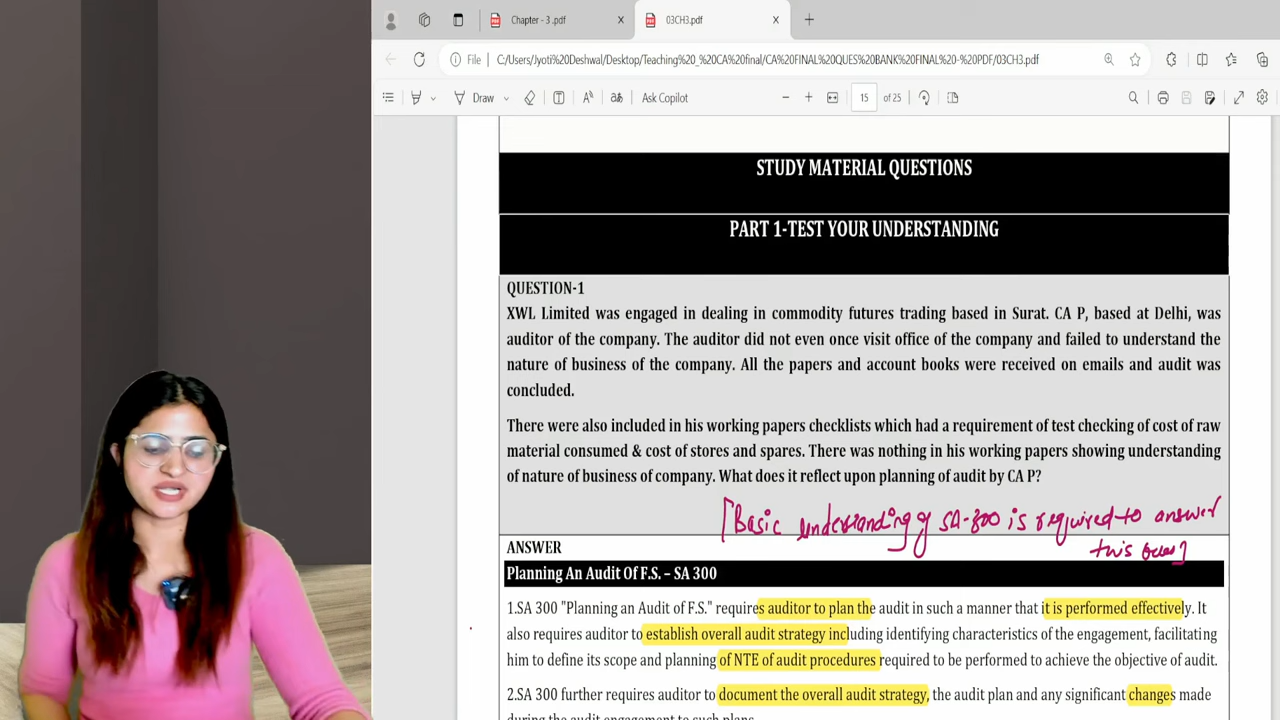 Chapter - 3 .pdf
03CH3.pdf
File
C:/Users/Jyoti%20Deshwal/Desktop/Teaching%20_%20CA%20final/CA%20FINAL%20QUES%20BANK%20FINAL%20-%20PDF/03CH3.pdf
Draw
Ask Copilot
15
of 25
STUDY MATERIAL QUESTIONS
PART 1-TEST YOUR UNDERSTANDING
QUESTION-1
XWL Limited was engaged in dealing in commodity futures trading based in Surat. CA P, based at Delhi, was
auditor of the company. The auditor did not even once visit office of the company and failed to understand the
nature of business of the company. All the papers and account books were received on emails and audit was
concluded.
There were also included in his working papers checklists which had a requirement of test checking of cost of raw
material consumed & cost of stores and spares. There was nothing in his working papers showing understanding
of nature of business of company. What does it reflect upon planning of audit by CA P?
[Basic understanding of SA-300 is required to answer
this ques]
ANSWER
Planning An Audit Of F.S. – SA 300
1.SA 300 "Planning an Audit of F.S." requires auditor to plan the audit in such a manner that it is performed effectively. It
also requires auditor to establish overall audit strategy including identifying characteristics of the engagement, facilitating
him to define its scope and planning of NTE of audit procedures required to be performed to achieve the objective of audit.
2.SA 300 further requires auditor to document the overall audit strategy, the audit plan and any significant changes made
during the audit engagement to such plans